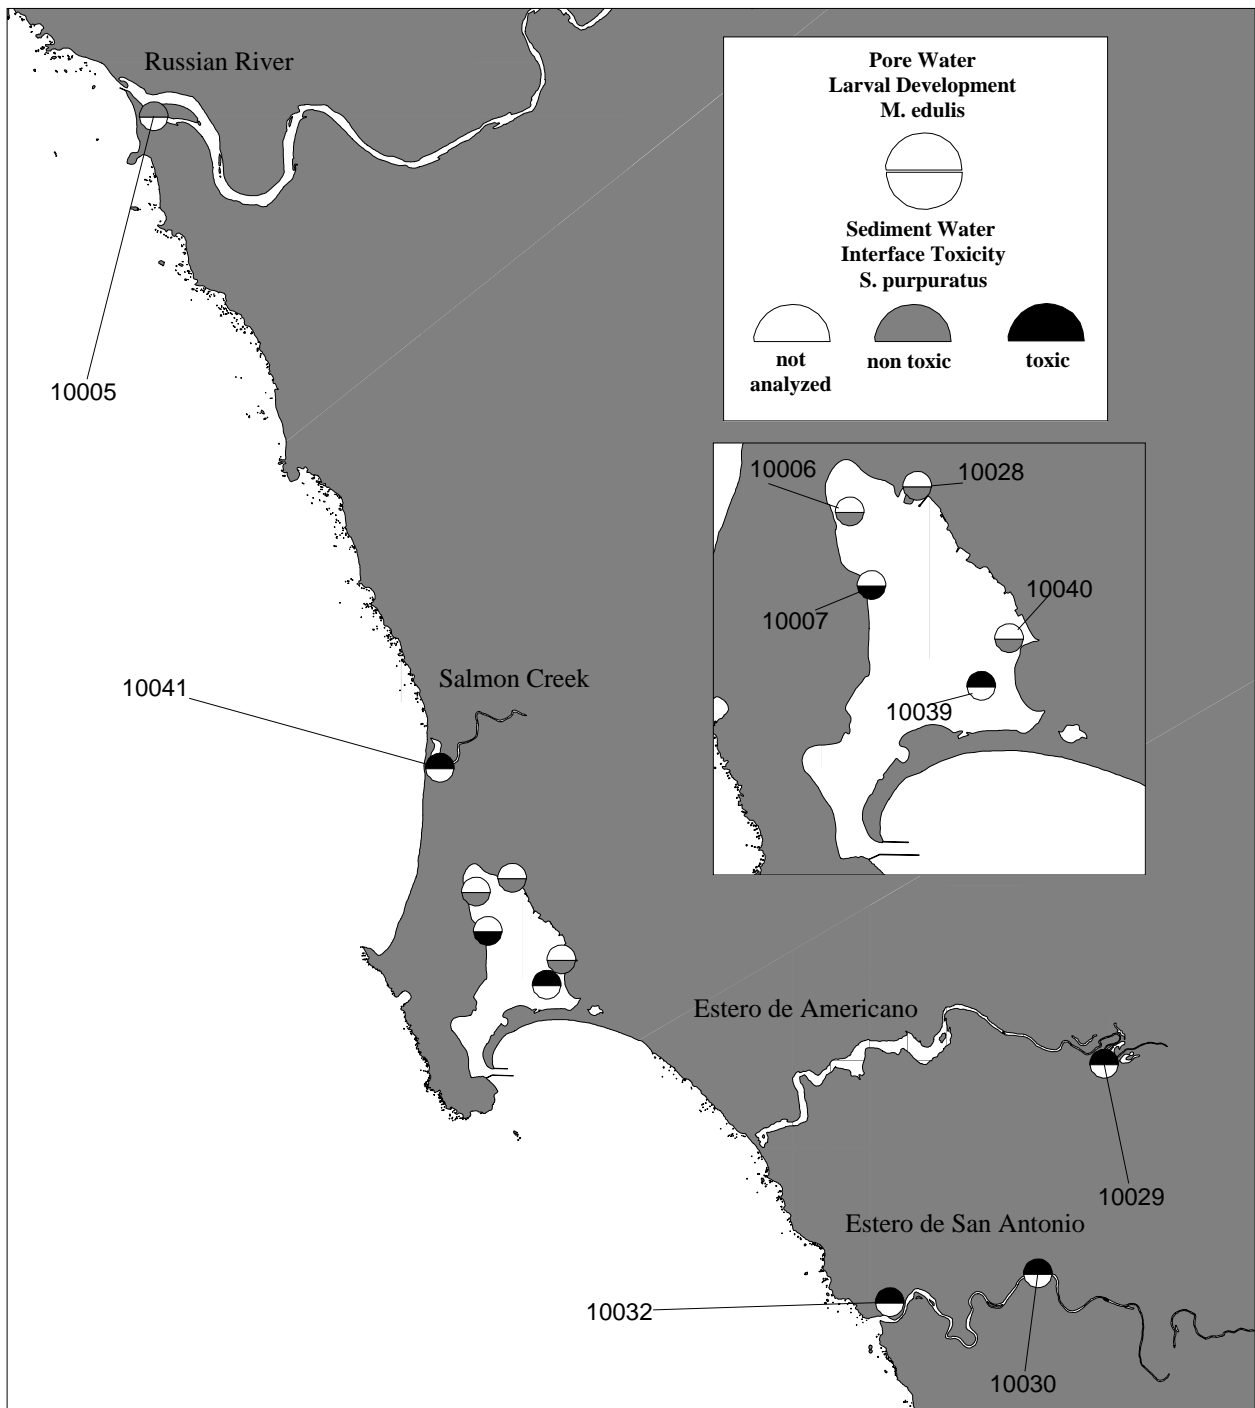 Russian River
Pore Water
Larval Development
M. edulis
Sediment Water
Interface Toxicity
S. purpuratus
not
analyzed
non toxic
toxic
10005
10006
10028
10007
10040
10039
Salmon Creek
10041
Estero de Americano
10029
Estero de San Antonio
10032
10030